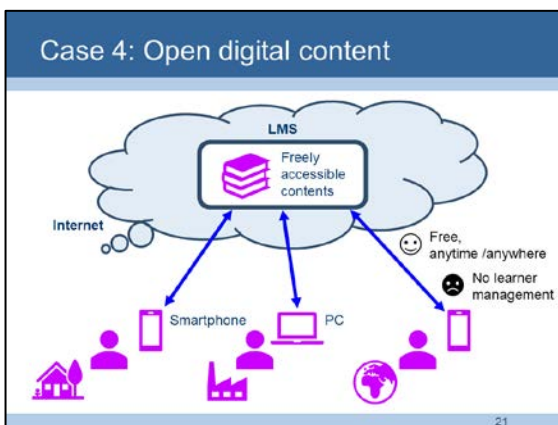 Case 4: Open digital content
LMS
Freely
accessible
contents
Internet
Free,
anytime /anywhere
No learner
management
Smartphone
PC
21